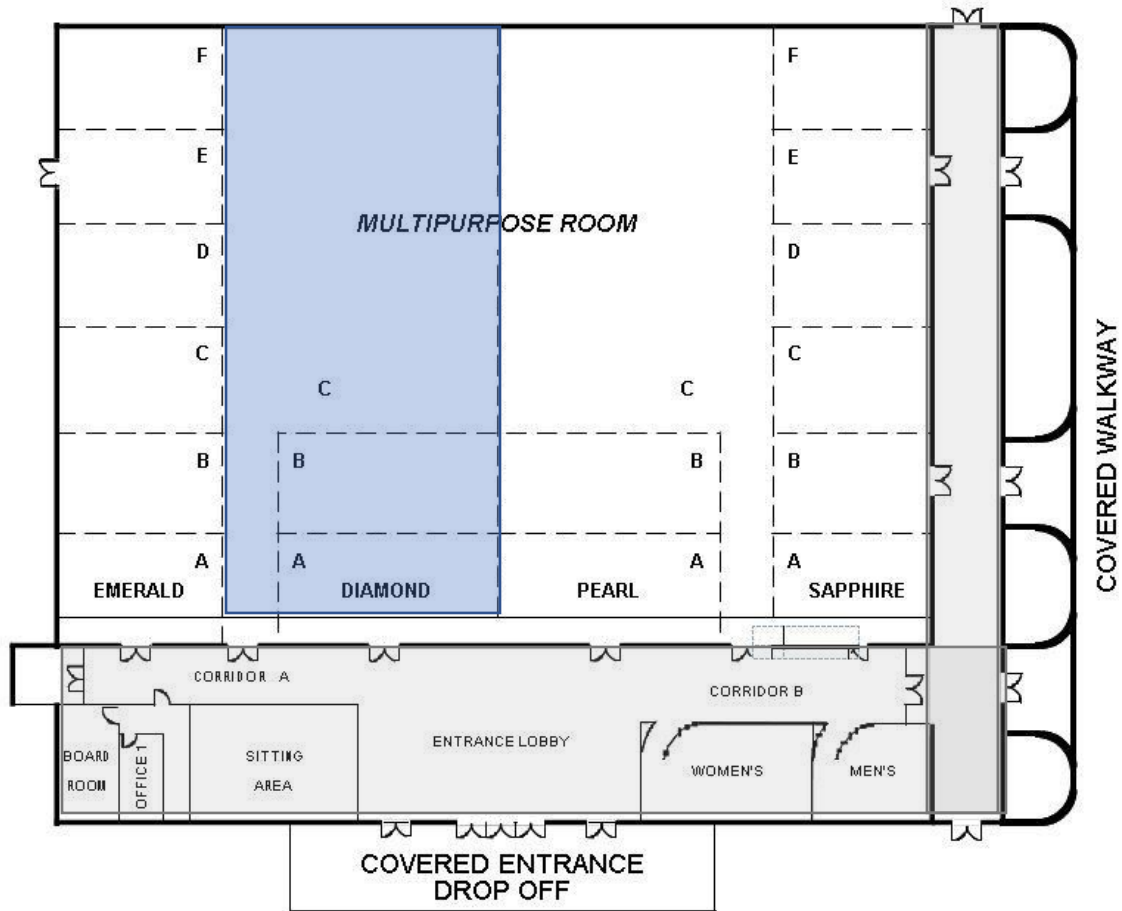 F
F
E
E
MULTIPURPOSE ROOM
D
D
C
C
C
C
B
B
B
B
A
A
A
A
EMERALD
DIAMOND
PEARL
SAPPHIRE
COVERED WALKWAY
CORRIDOR A
CORRIDOR B
ENTRANCE LOBBY
BOARD
ROOM
OFFICE 1
SITTING
AREA
WOMEN'S
MEN'S
COVERED ENTRANCE
DROP OFF